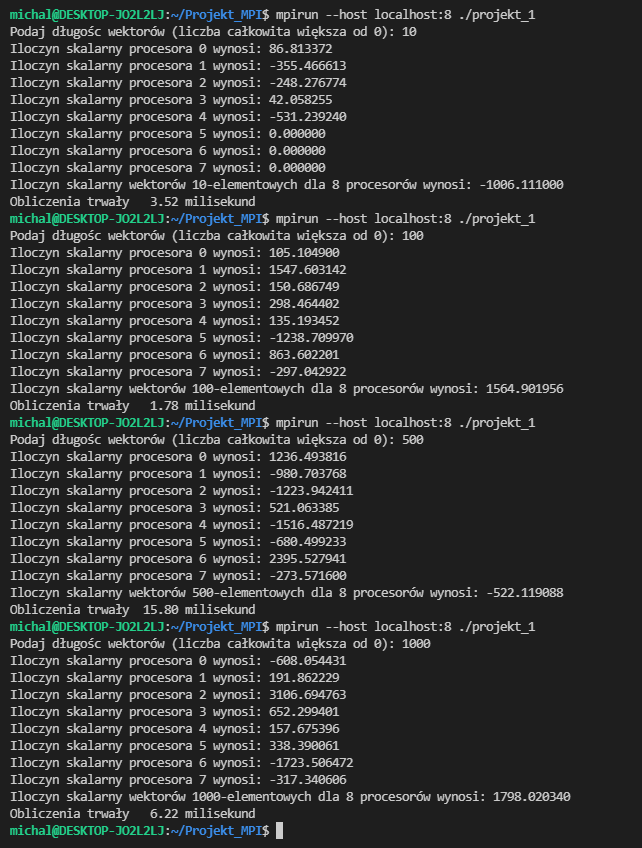 michal@DESKTOP-JO2L2LJ:~/Projekt_MPI$ mpirun --host localhost:8 ./projekt_1
Podaj długośc wektorów (liczba całkowita większa od 0): 10
Iloczyn skalarny procesora 0 wynosi: 86.813372
Iloczyn skalarny procesora 1 wynosi: -355.466613
Iloczyn skalarny procesora 2 wynosi: -248.276774
Iloczyn skalarny procesora 3 wynosi: 42.058255
Iloczyn skalarny procesora 4 wynosi: -531.239240
Iloczyn skalarny procesora 5 wynosi: 0.000000
Iloczyn skalarny procesora 6 wynosi: 0.000000
Iloczyn skalarny procesora 7 wynosi: 0.000000
Iloczyn skalarny wektorów 10-elementowych dla 8 procesorów wynosi: -1006.111000
Obliczenia trwały   3.52 milisekund
michal@DESKTOP-JO2L2LJ:~/Projekt_MPI$ mpirun --host localhost:8 ./projekt_1
Podaj długośc wektorów (liczba całkowita większa od 0): 100
Iloczyn skalarny procesora 0 wynosi: 105.104900
Iloczyn skalarny procesora 1 wynosi: 1547.603142
Iloczyn skalarny procesora 2 wynosi: 150.686749
Iloczyn skalarny procesora 3 wynosi: 298.464402
Iloczyn skalarny procesora 4 wynosi: 135.193452
Iloczyn skalarny procesora 5 wynosi: -1238.709970
Iloczyn skalarny procesora 6 wynosi: 863.602201
Iloczyn skalarny procesora 7 wynosi: -297.042922
Iloczyn skalarny wektorów 100-elementowych dla 8 procesorów wynosi: 1564.901956
Obliczenia trwały   1.78 milisekund
michal@DESKTOP-JO2L2LJ:~/Projekt_MPI$ mpirun --host localhost:8 ./projekt_1
Podaj długośc wektorów (liczba całkowita większa od 0): 500
Iloczyn skalarny procesora 0 wynosi: 1236.493816
Iloczyn skalarny procesora 1 wynosi: -980.703768
Iloczyn skalarny procesora 2 wynosi: -1223.942411
Iloczyn skalarny procesora 3 wynosi: 521.063385
Iloczyn skalarny procesora 4 wynosi: -1516.487219
Iloczyn skalarny procesora 5 wynosi: -680.499233
Iloczyn skalarny procesora 6 wynosi: 2395.527941
Iloczyn skalarny procesora 7 wynosi: -273.571600
Iloczyn skalarny wektorów 500-elementowych dla 8 procesorów wynosi: -522.119088
Obliczenia trwały  15.80 milisekund
michal@DESKTOP-JO2L2LJ:~/Projekt_MPI$ mpirun --host localhost:8 ./projekt_1
Podaj długośc wektorów (liczba całkowita większa od 0): 1000
Iloczyn skalarny procesora 0 wynosi: -608.054431
Iloczyn skalarny procesora 1 wynosi: 191.862229
Iloczyn skalarny procesora 2 wynosi: 3106.694763
Iloczyn skalarny procesora 3 wynosi: 652.299401
Iloczyn skalarny procesora 4 wynosi: 157.675396
Iloczyn skalarny procesora 5 wynosi: 338.390061
Iloczyn skalarny procesora 6 wynosi: -1723.506472
Iloczyn skalarny procesora 7 wynosi: -317.340606
Iloczyn skalarny wektorów 1000-elementowych dla 8 procesorów wynosi: 1798.020340
Obliczenia trwały   6.22 milisekund
michal@DESKTOP-JO2L2LJ:~/Projekt_MPI$